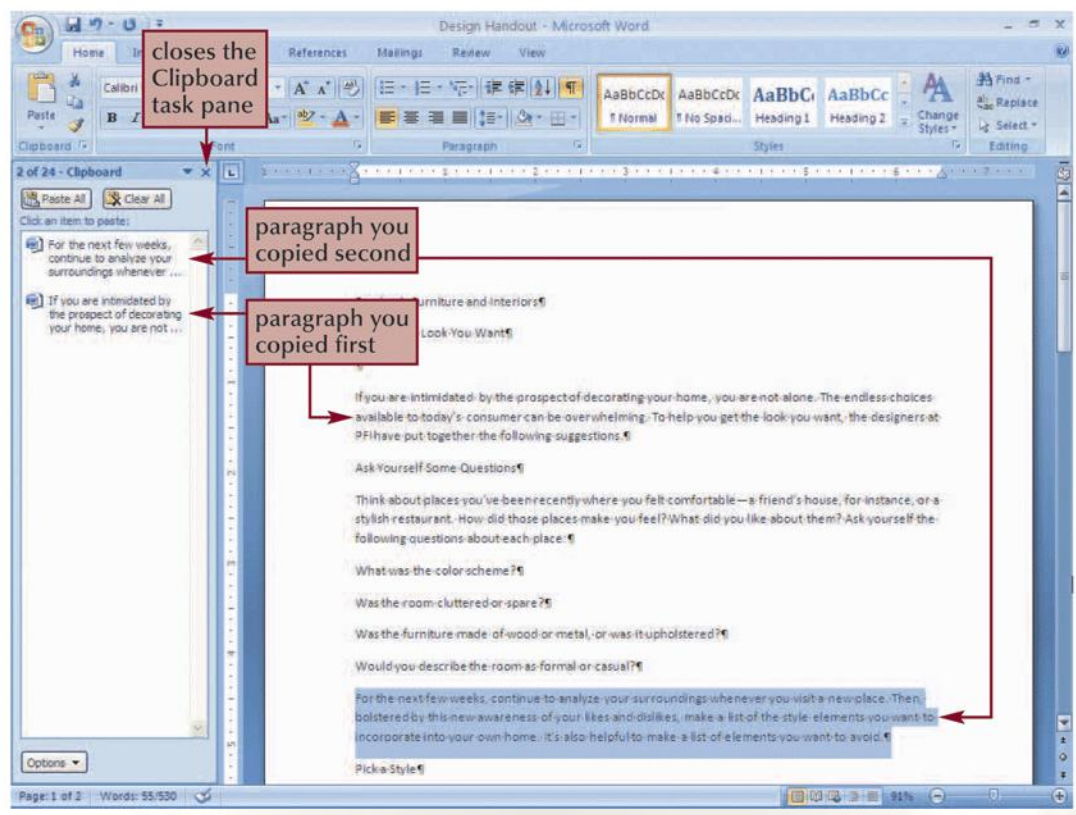 Design Handout - Microsoft Word
Home
References
Mailings
Review
View
closes the
Clipboard
task pane
Paste
Calibri
B I
Aa
AaBbCcDc
AaBbCcDc
AaBbC
AaBbCc
¶ Normal
¶ No Spaci...
Heading 1
Heading 2
Change
Styles
Find
Replace
Select
Clipboard
Font
Paragraph
Styles
Editing
2 of 24 - Clipboard
Paste All
Clear All
Click an item to paste:
For the next few weeks,
continue to analyze your
surroundings whenever ...
If you are intimidated by
the prospect of decorating
your home, you are not ...
Options
L
1 1 2 3 4 5 6 7
paragraph you
copied second
paragraph you
copied first
Furniture and Interiors¶
Look You Want¶
¶
If you are intimidated by the prospect of decorating your home, you are not alone. The endless choices
available to today's consumer can be overwhelming. To help you get the look you want, the designers at
PFI have put together the following suggestions.¶
Ask Yourself Some Questions¶
Think about places you've been recently where you felt comfortable—a friend's house, for instance, or a
stylish restaurant. How did those places make you feel? What did you like about them? Ask yourself the
following questions about each place:¶
What was the color scheme?¶
Was the room cluttered or spare?¶
Was the furniture made of wood or metal, or was it upholstered?¶
Would you describe the room as formal or casual?¶
For the next few weeks, continue to analyze your surroundings whenever you visit a new place. Then,
bolstered by this new awareness of your likes and dislikes, make a list of the style elements you want to
incorporate into your own home. It's also helpful to make a list of elements you want to avoid.¶
Pick a Style¶
Page: 1 of 2
Words: 55/530
91%